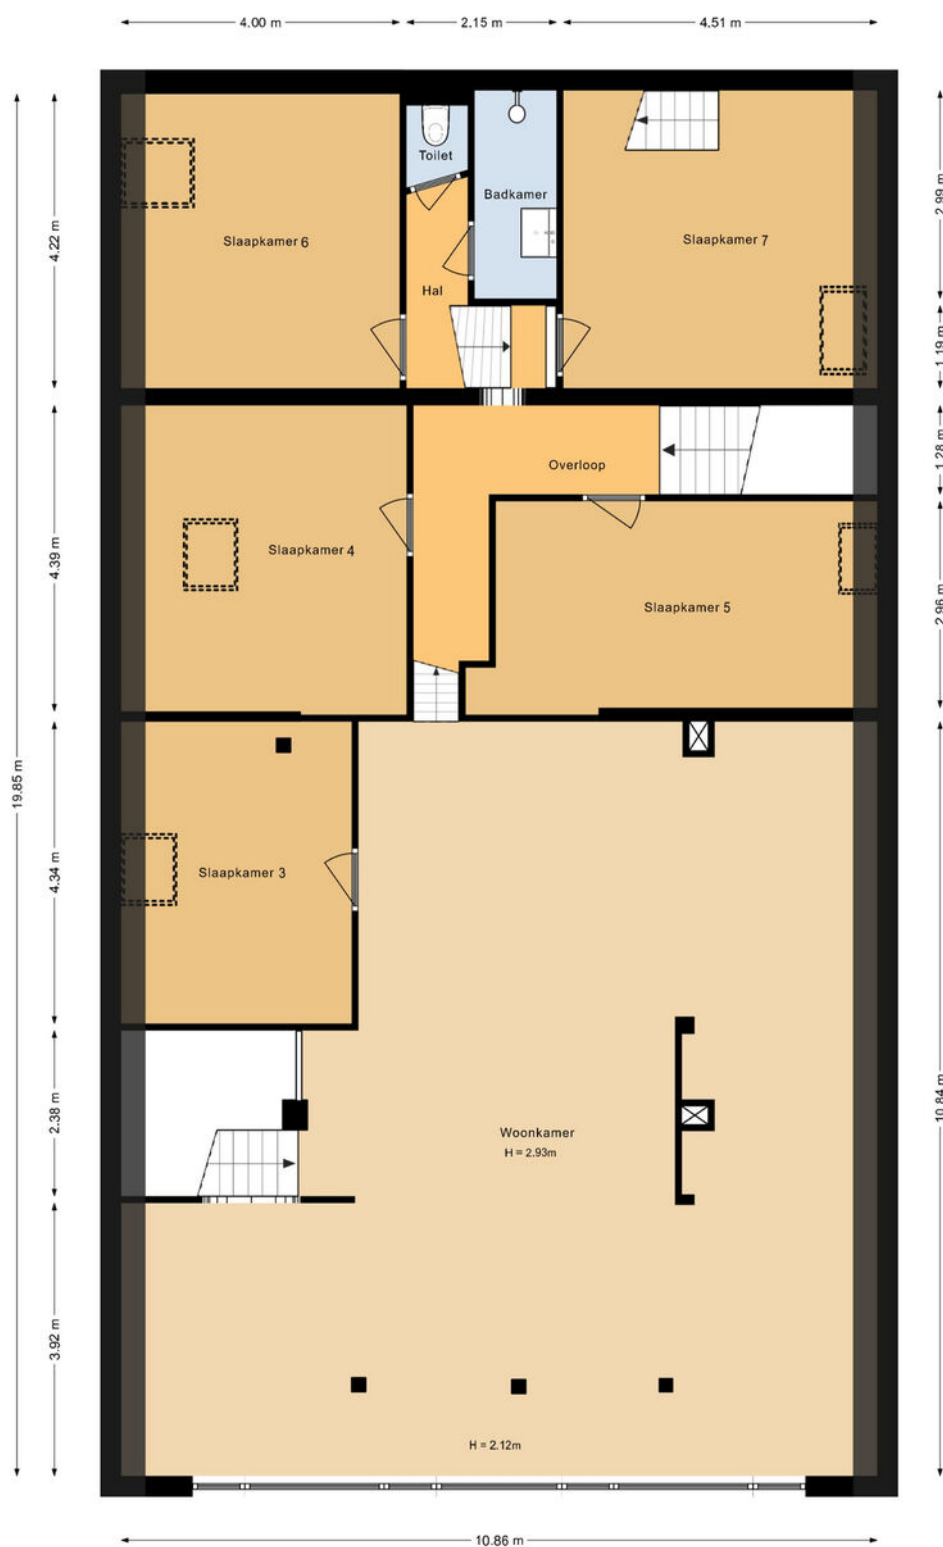 4.00 m
2.15 m
4.51 m
Toilet
Badkamer
Slaapkamer 6
Slaapkamer 7
Hal
4.22 m
2.99 m
1.19 m
Overloop
1.28 m
Slaapkamer 4
4.39 m
Slaapkamer 5
2.96 m
19.85 m
Slaapkamer 3
4.34 m
10.84 m
2.38 m
Woonkamer
H = 2.93m
3.92 m
H = 2.12m
10.86 m